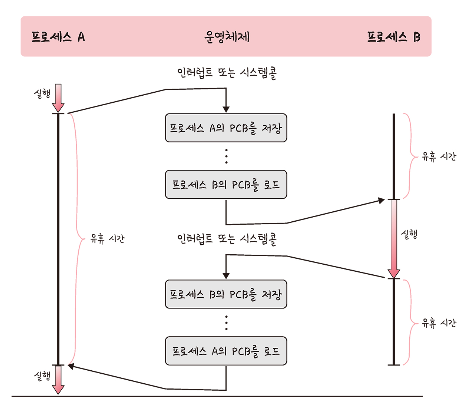 프로세스 A
운영체제
프로세스 B
인터럽트 또는 시스템콜
실행
프로세스 A의 PCB를 저장
프로세스 B의 PCB를 로드
유휴 시간
유휴 시간
인터럽트 또는 시스템콜
실행
프로세스 B의 PCB를 저장
프로세스 A의 PCB를 로드
유휴 시간
실행